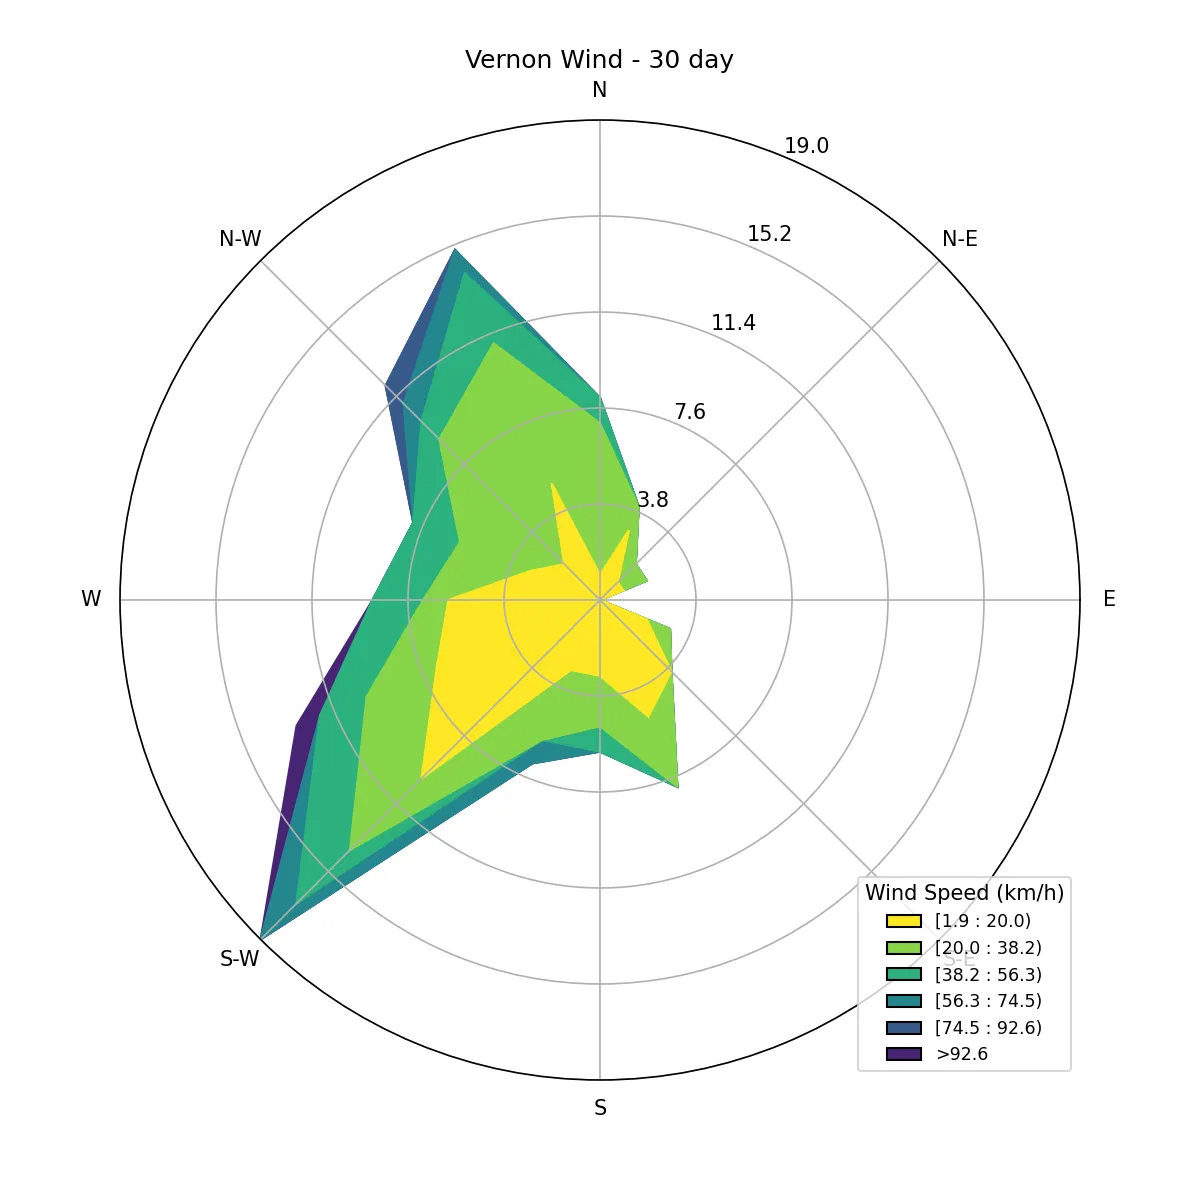 Vernon Wind - 30 day
N
19.0
N-W
15.2
N-E
11.4
7.6
3.8
W
E
S-W
S-E
S
Wind Speed (km/h)
[1.9 : 20.0)
[20.0 : 38.2)
[38.2 : 56.3)
[56.3 : 74.5)
[74.5 : 92.6)
>92.6